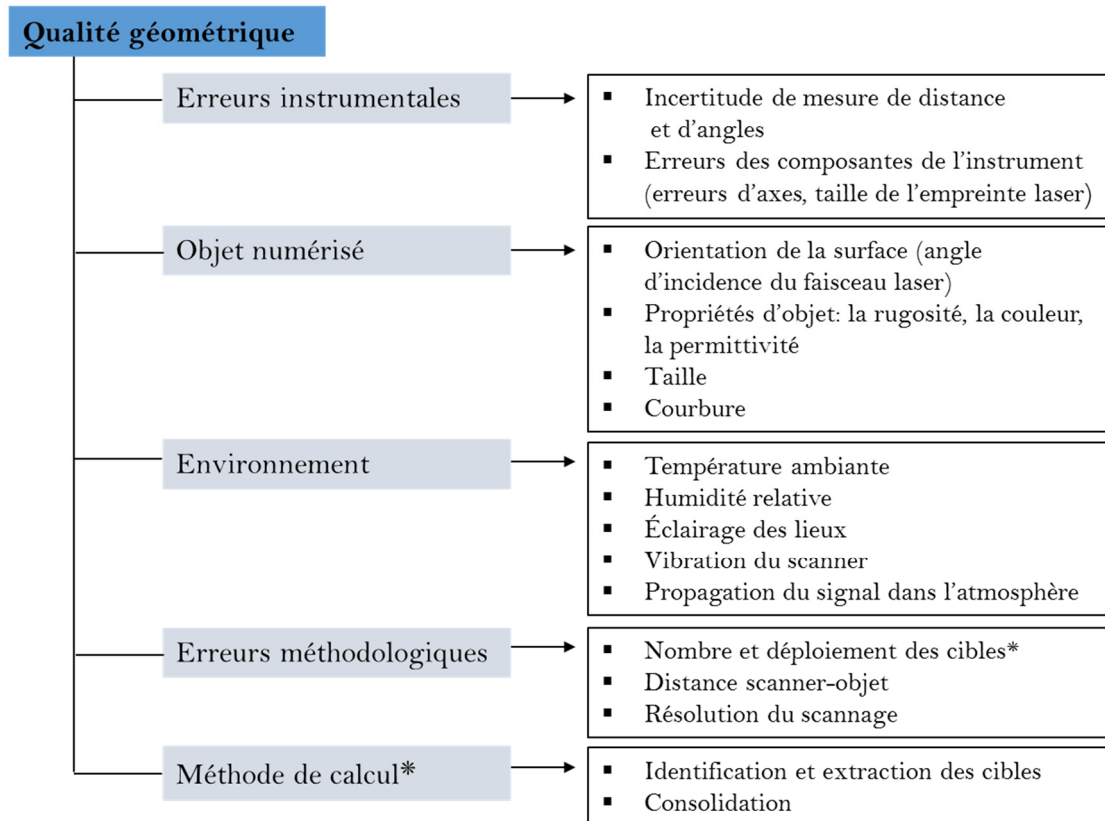 Qualité géométrique
Erreurs instrumentales
▪ Incertitude de mesure de distance
et d’angles
▪ Erreurs des composantes de l’instrument
(erreurs d’axes, taille de l’empreinte laser)
Objet numérisé
▪ Orientation de la surface (angle
d’incidence du faisceau laser)
▪ Propriétés d’objet: la rugosité, la couleur,
la permittivité
▪ Taille
▪ Courbure
Environnement
▪ Température ambiante
▪ Humidité relative
▪ Éclairage des lieux
▪ Vibration du scanner
▪ Propagation du signal dans l’atmosphère
Erreurs méthodologiques
▪ Nombre et déploiement des cibles*
▪ Distance scanner-objet
▪ Résolution du scannage
Méthode de calcul*
▪ Identification et extraction des cibles
▪ Consolidation